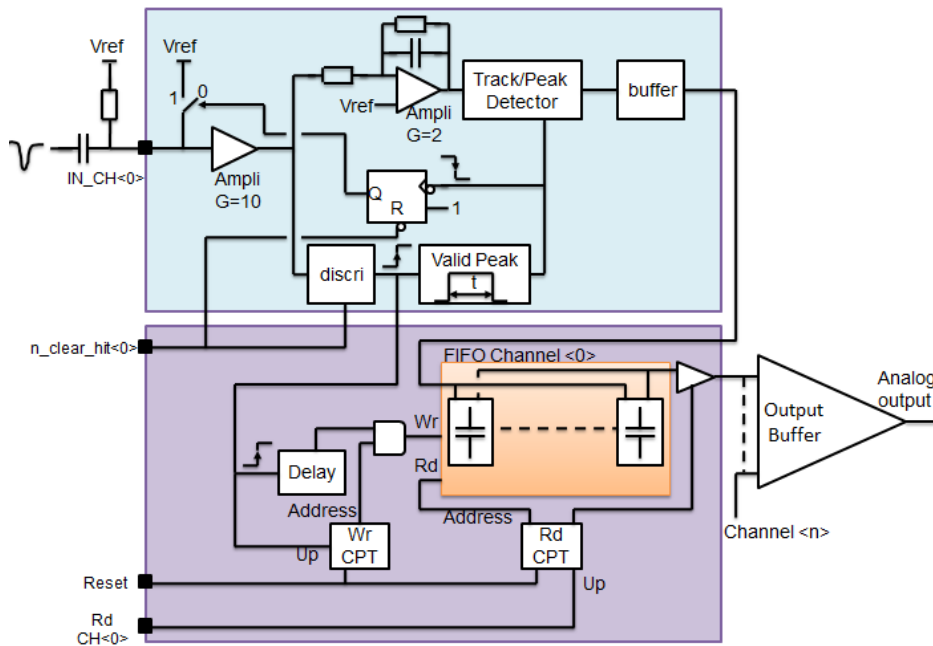 Vref
Vref
1
0
Vref
Ampli
G=2
Track/Peak
Detector
buffer
IN_CH<0>
Ampli
G=10
Q
R
1
discri
Valid Peak
t
n_clear_hit<0>
FIFO Channel <0>
Wr
Rd
Delay
Address
Address
Up
Wr
CPT
Rd
CPT
Up
Reset
Rd
CH<0>
Output
Buffer
Analog
output
Channel <n>